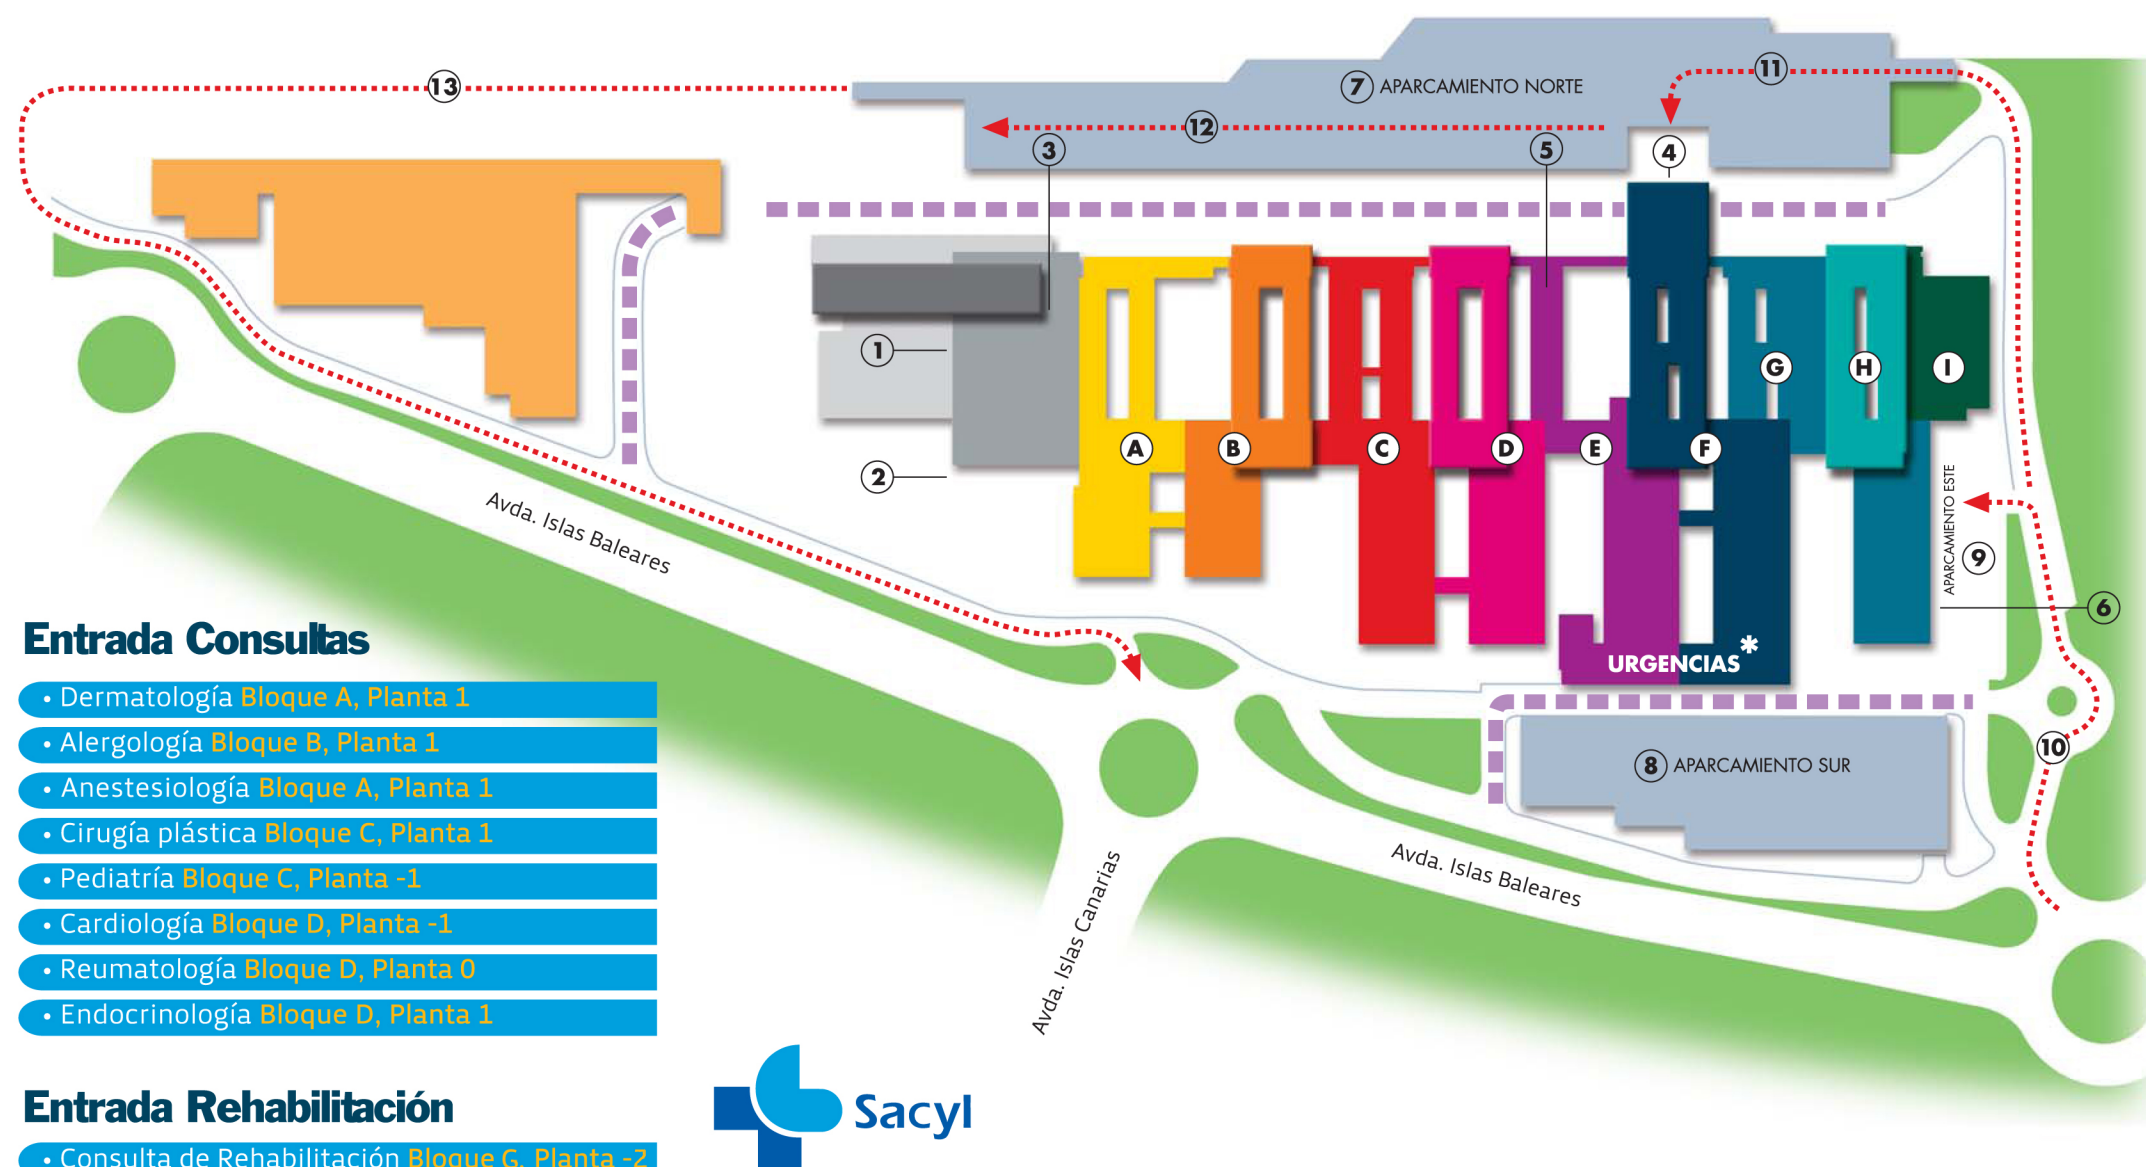 13
11
7 APARCAMIENTO NORTE
12
3
5
4
1
G
H
I
A
B
C
D
E
F
2
APARCAMIENTO ESTE
9
6
Avda. Islas Baleares
URGENCIAS*
10
8 APARCAMIENTO SUR
Avda. Islas Baleares
Avda. Islas Canarias
Entrada Consultas
• Dermatología Bloque A, Planta 1
• Alergología Bloque B, Planta 1
• Anestesiología Bloque A, Planta 1
• Cirugía plástica Bloque C, Planta 1
• Pediatría Bloque C, Planta -1
• Cardiología Bloque D, Planta -1
• Reumatología Bloque D, Planta 0
• Endocrinología Bloque D, Planta 1
Entrada Rehabilitación
• Consulta de Rehabilitación Bloque G, Planta -2
Sacyl